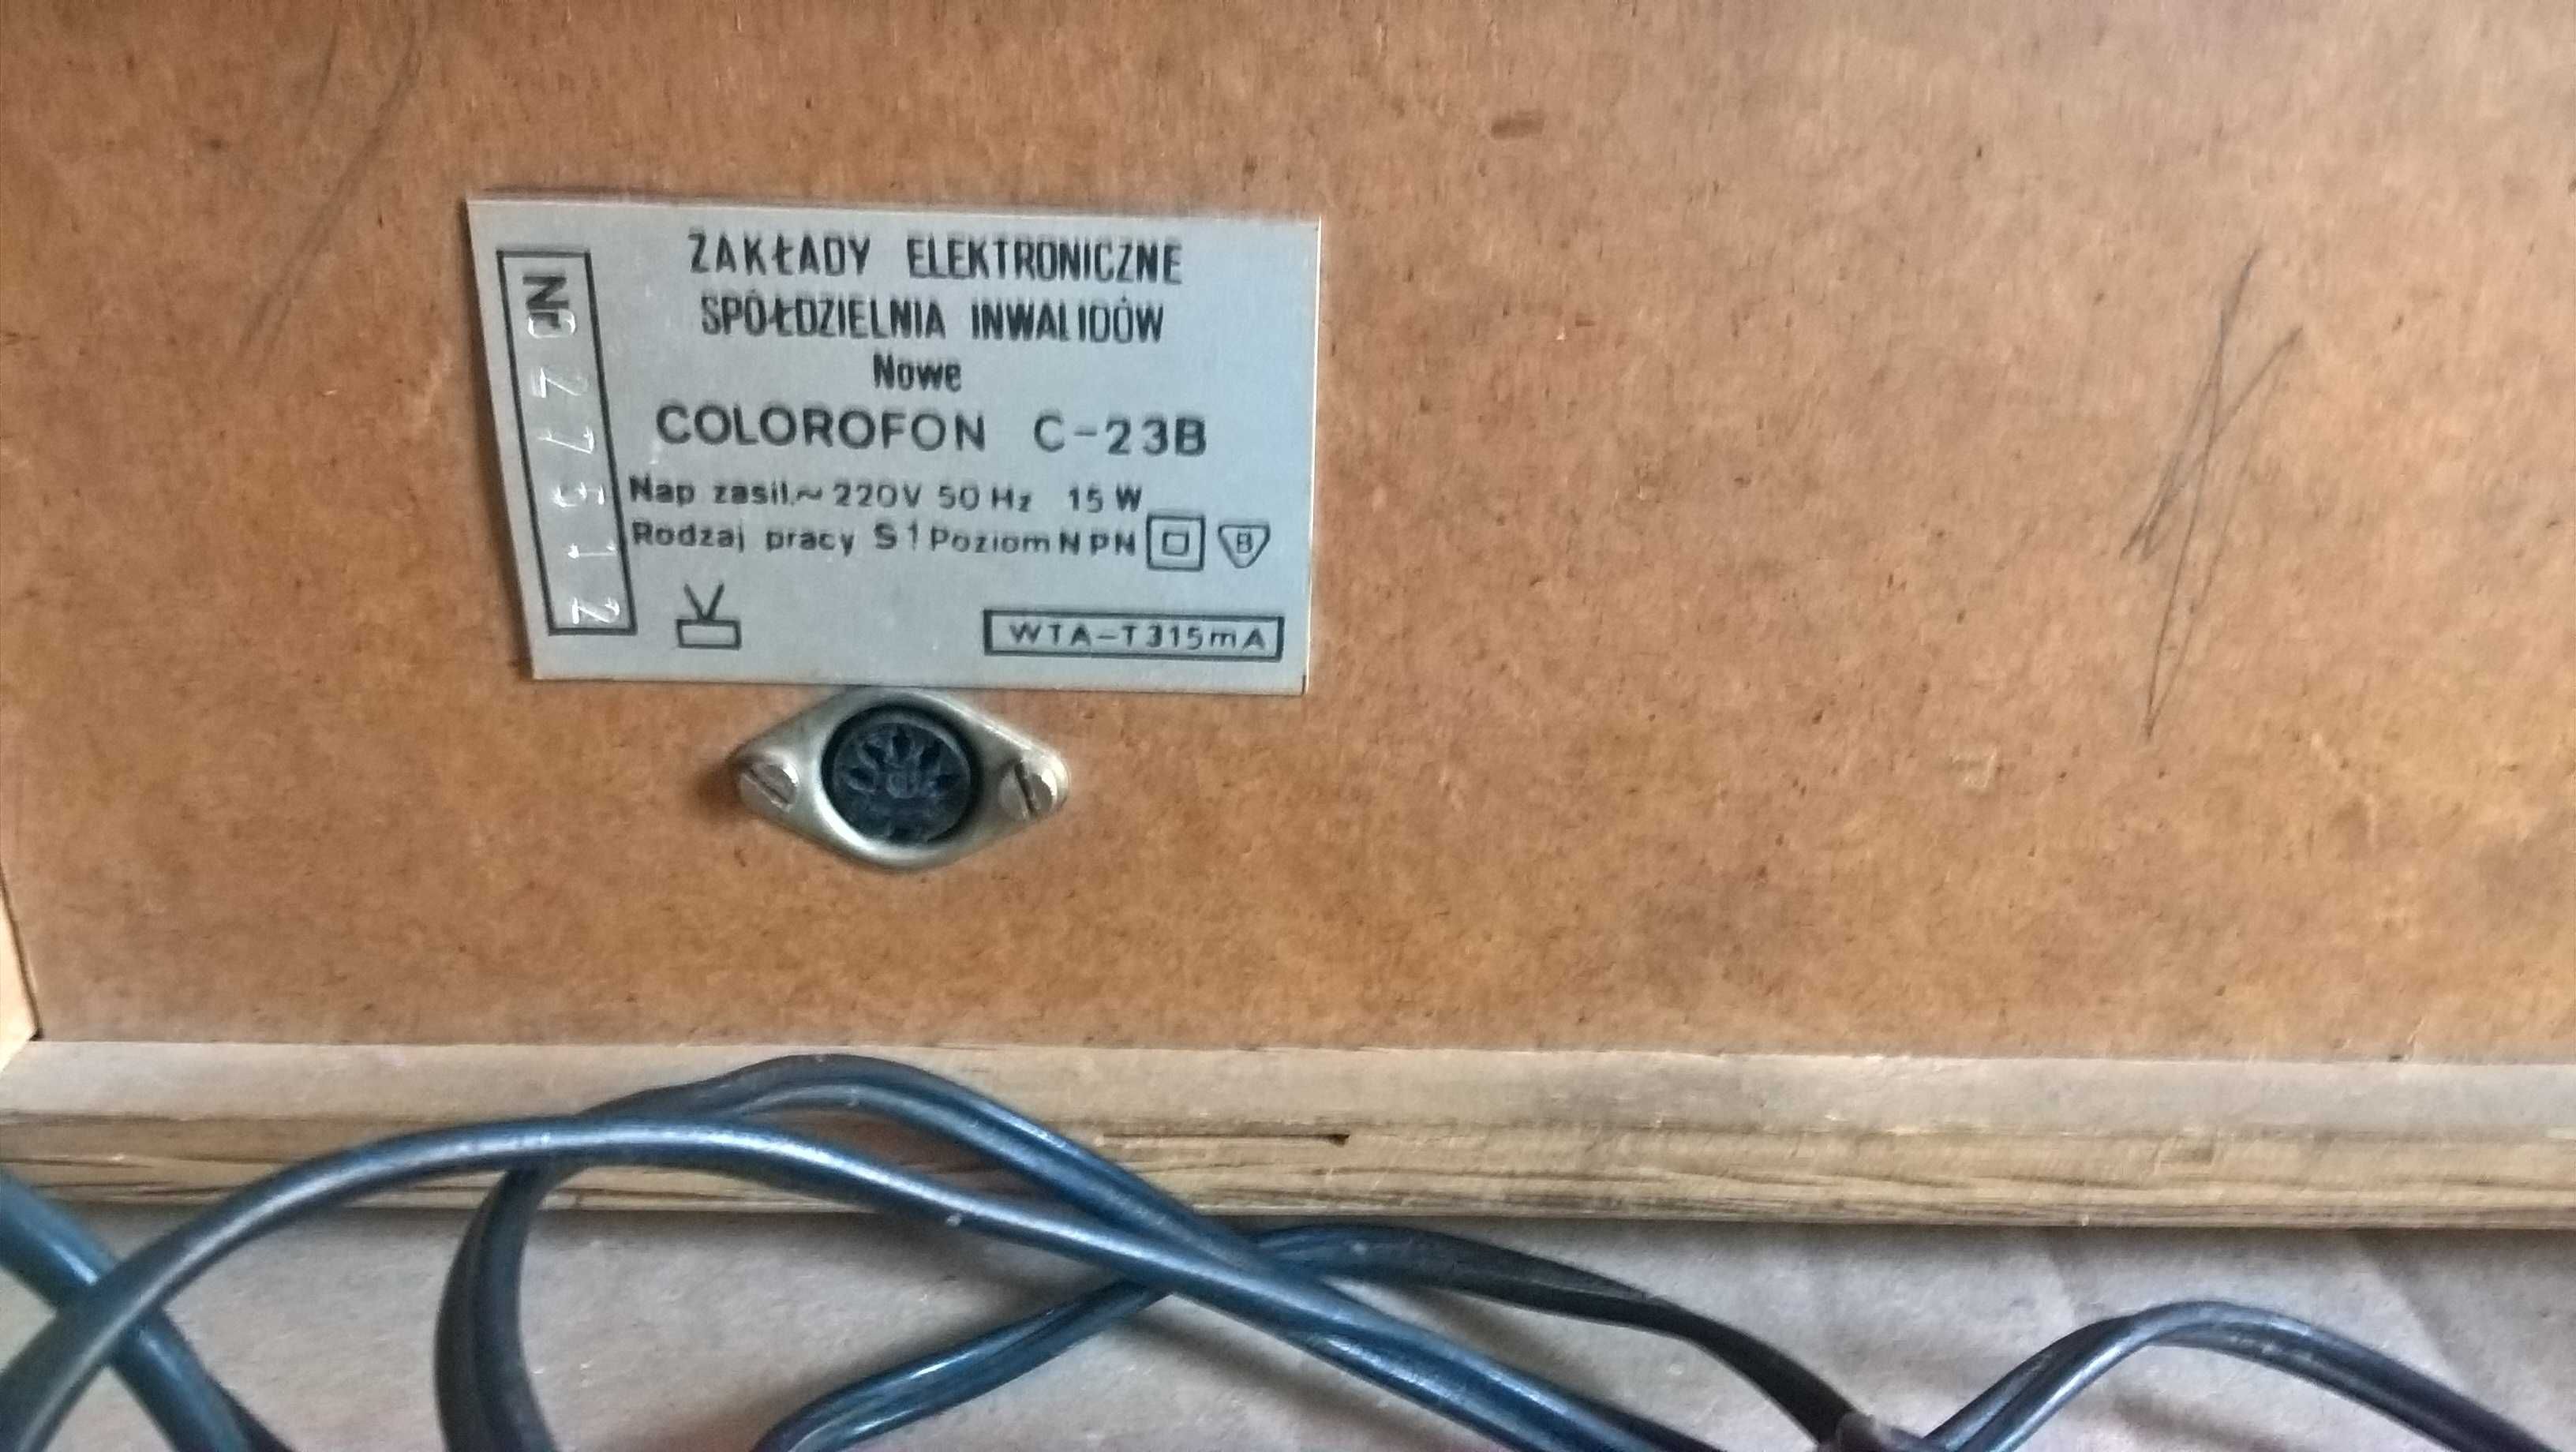 ZAKŁADY ELEKTRONICZNE
SPÓŁDZIELNIA INWALIDÓW
Nowe
COLOROFON C-23B
Nap zasil.~ 220V 50 Hz 15 W
Rodzaj pracy S1 Poziom N PN
B
WTA-T315mA
Nr